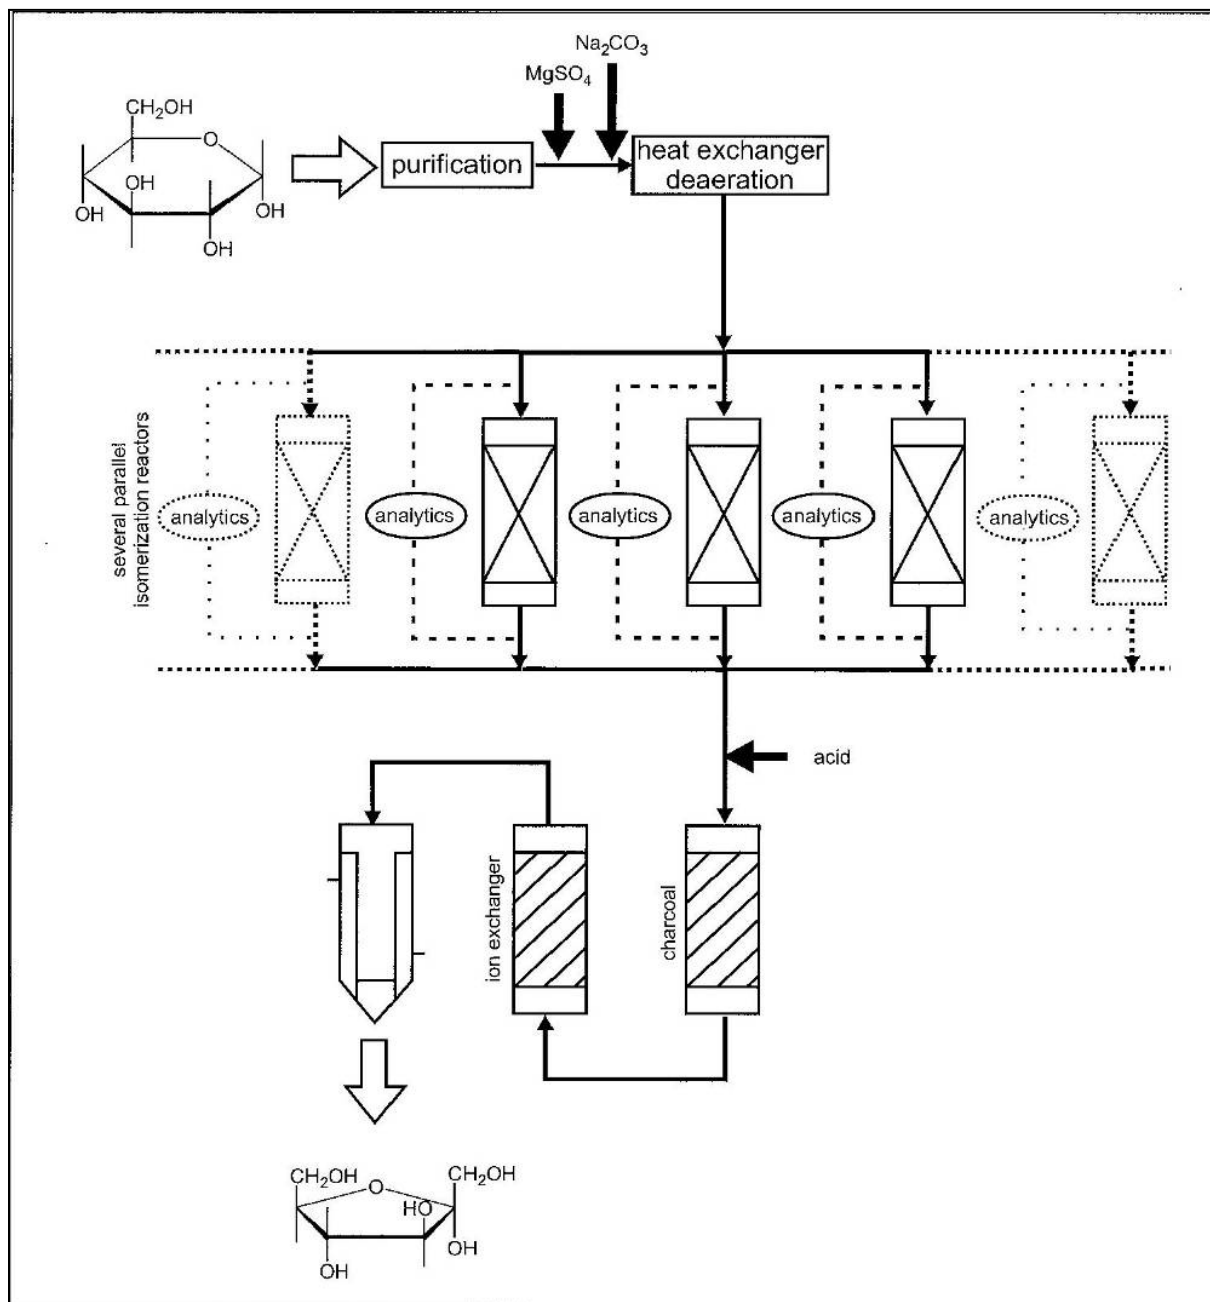 Na₂CO₃
MgSO₄
CH₂OH
O
OH
OH
OH
OH
purification
heat exchanger
deaeration
several parallel
isomerization reactors
analytics
analytics
analytics
analytics
analytics
acid
ion exchanger
charcoal
CH₂OH
O
CH₂OH
HO
OH
OH